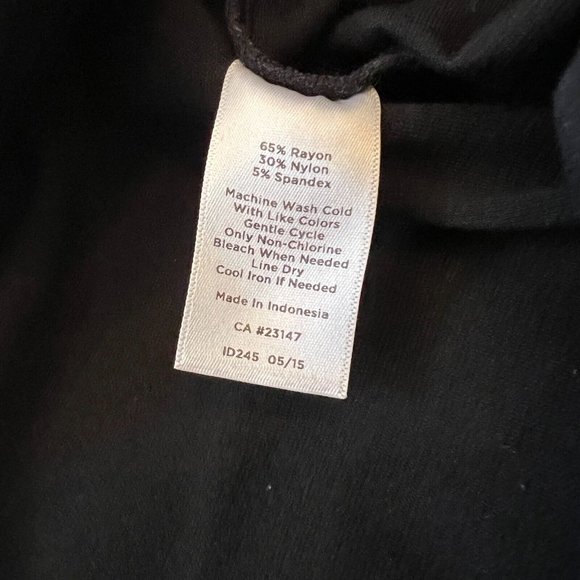 65% Rayon
30% Nylon
5% Spandex
Machine Wash Cold
With Like Colors
Gentle Cycle
Only Non-Chlorine
Bleach When Needed
Line Dry
Cool Iron If Needed
Made In Indonesia
CA #23147
ID245 05/15